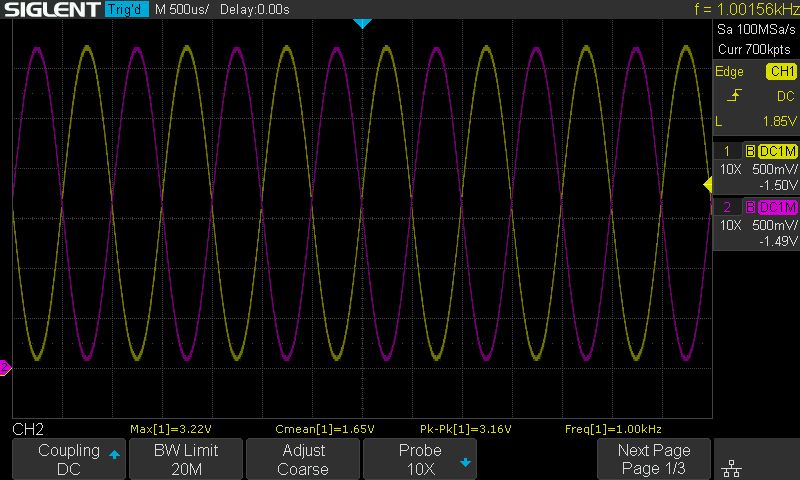 SIGLENT Trig'd M 500us/ Delay:0.00s f = 1.00156kHz
Sa 100MSa/s
Curr 700kpts
Edge CH1
DC
L 1.85V
1 B DC1M
10X 500mV/
-1.50V
2 B DC1M
10X 500mV/
-1.49V
2
CH2 Max[1]=3.22V Cmean[1]=1.65V Pk-Pk[1]=3.16V Freq[1]=1.00kHz
Coupling BW Limit Adjust Probe Next Page
DC 20M Coarse 10X Page 1/3